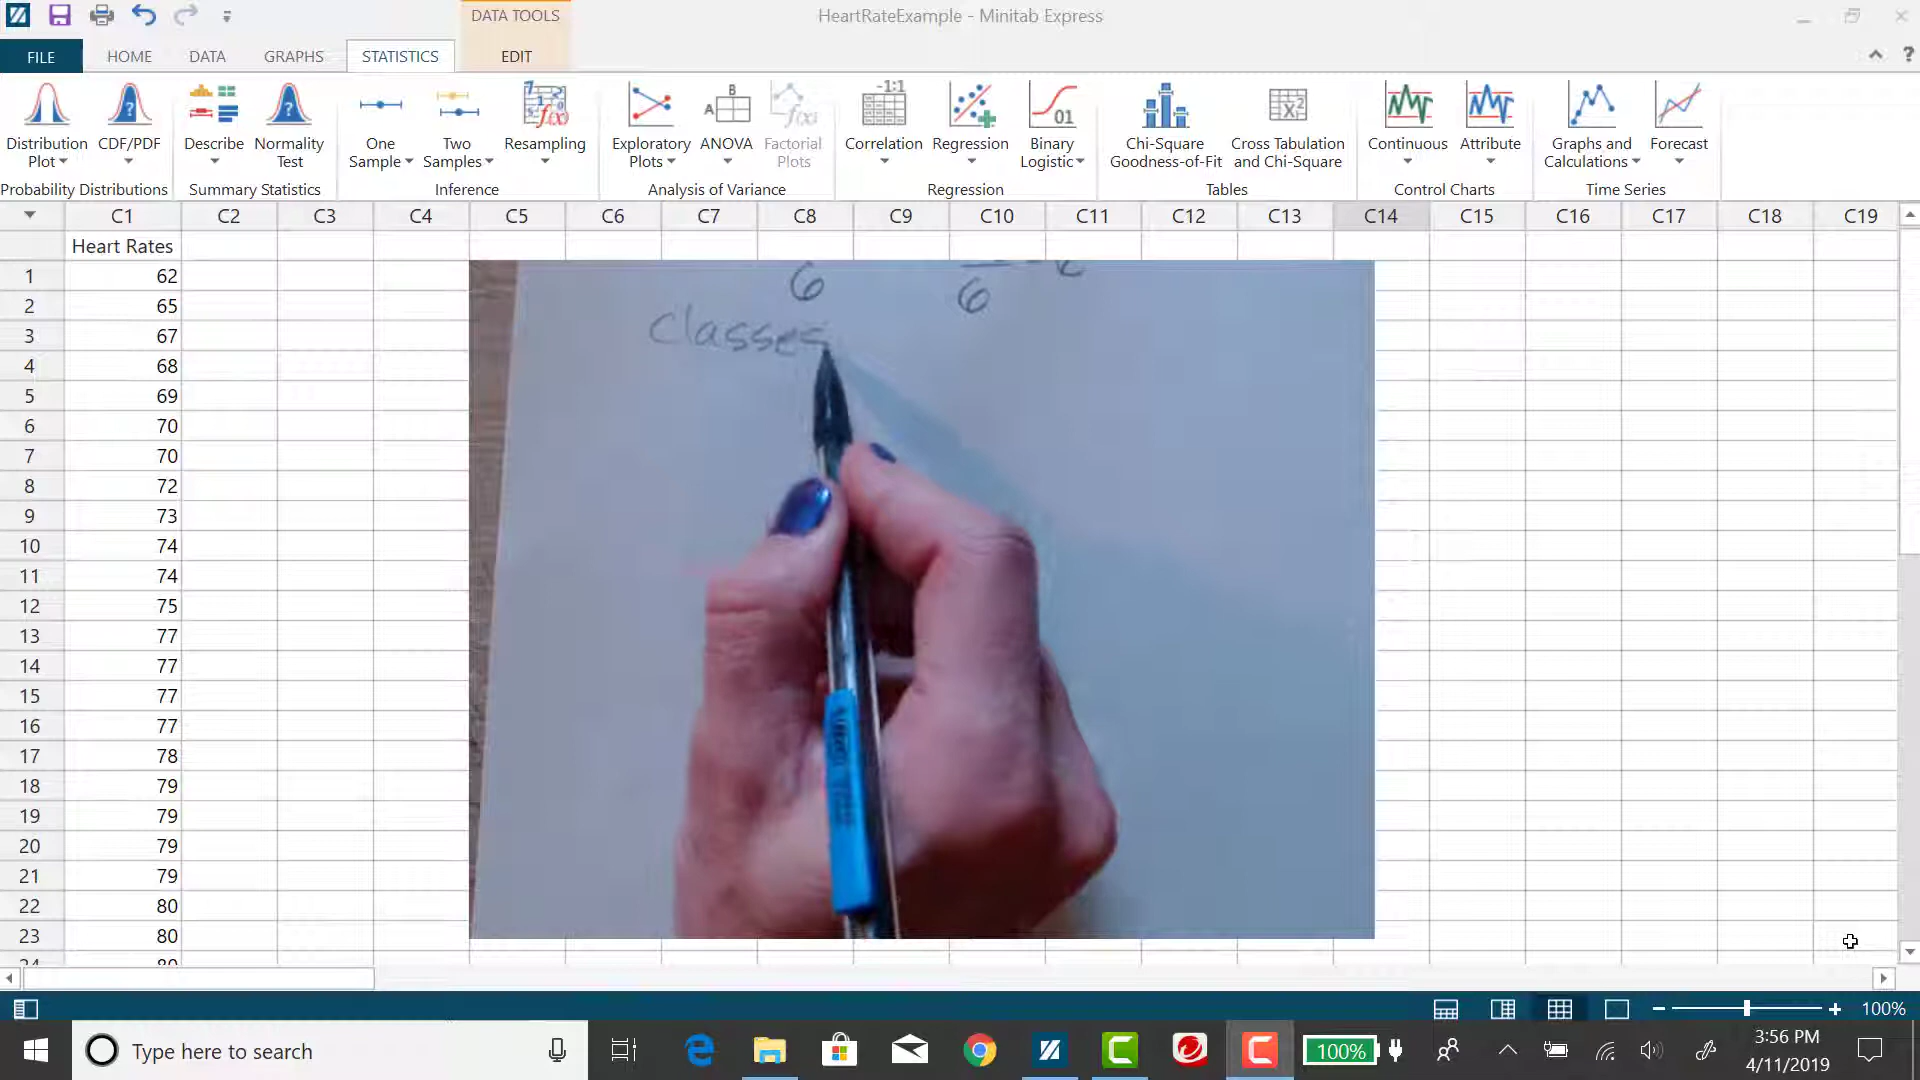 DATA TOOLS
HeartRateExample - Minitab Express
FILE HOME DATA GRAPHS STATISTICS EDIT
Distribution Plot
CDF/PDF
Describe
Normality Test
One Sample
Two Samples
Resampling
Exploratory Plots
ANOVA
Factorial Plots
Correlation
Regression
Binary Logistic
Chi-Square Goodness-of-Fit
Cross Tabulation and Chi-Square
Continuous
Attribute
Graphs and Calculations
Forecast
Probability Distributions
Summary Statistics
Inference
Analysis of Variance
Regression
Tables
Control Charts
Time Series
C1 C2 C3 C4 C5 C6 C7 C8 C9 C10 C11 C12 C13 C14 C15 C16 C17 C18 C19
Heart Rates
1 62
2 65
3 67
4 68
5 69
6 70
7 70
8 72
9 73
10 74
11 74
12 75
13 77
14 77
15 77
16 77
17 78
18 79
19 79
20 79
21 79
22 80
23 80
24 80
6 6
Classes
100%
Type here to search
100%
3:56 PM
4/11/2019